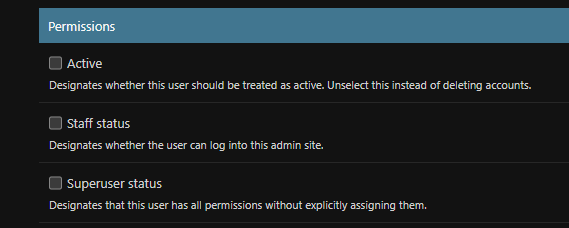 Permissions
Active
Designates whether this user should be treated as active. Unselect this instead of deleting accounts.
Staff status
Designates whether the user can log into this admin site.
Superuser status
Designates that this user has all permissions without explicitly assigning them.